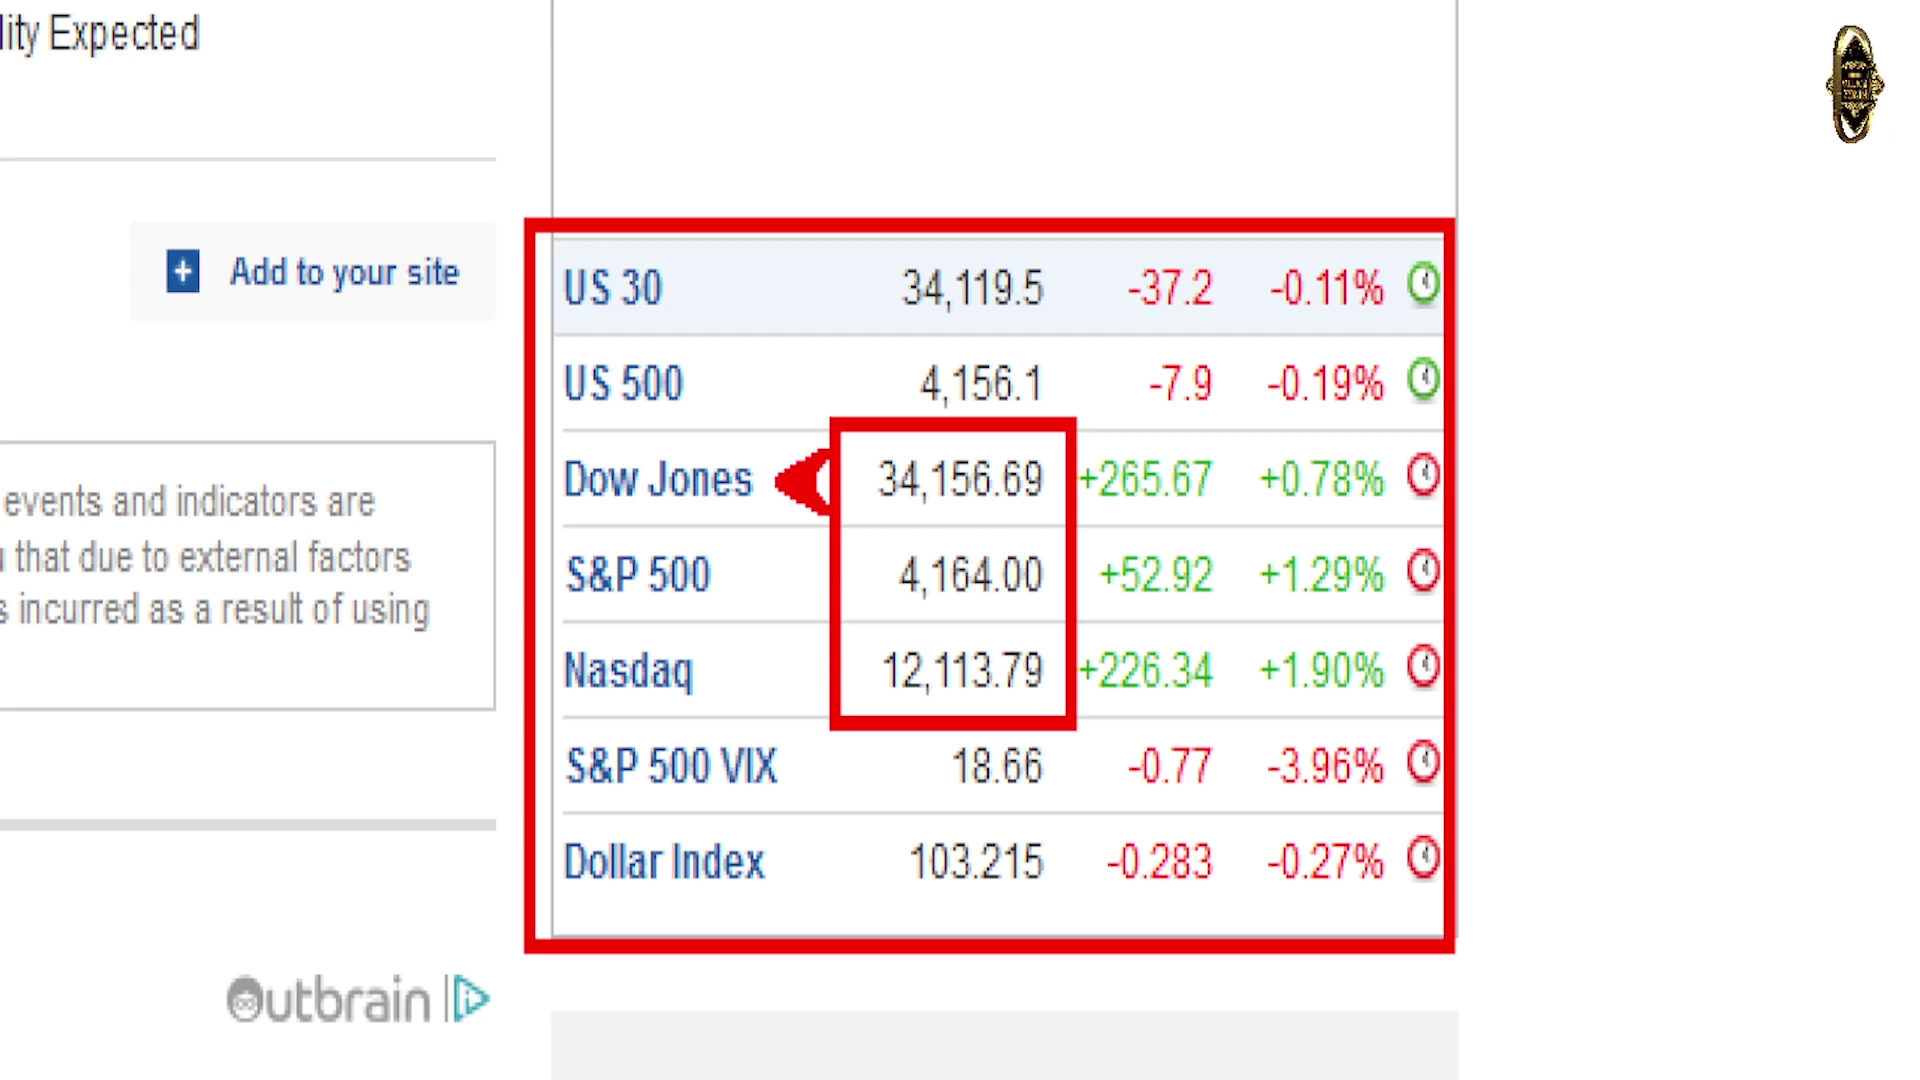 lity Expected
Add to your site
events and indicators are
that due to external factors
s incurred as a result of using
Outbrain
US 30 34,119.5 -37.2 -0.11%
US 500 4,156.1 -7.9 -0.19%
Dow Jones 34,156.69 +265.67 +0.78%
S&P 500 4,164.00 +52.92 +1.29%
Nasdaq 12,113.79 +226.34 +1.90%
S&P 500 VIX 18.66 -0.77 -3.96%
Dollar Index 103.215 -0.283 -0.27%